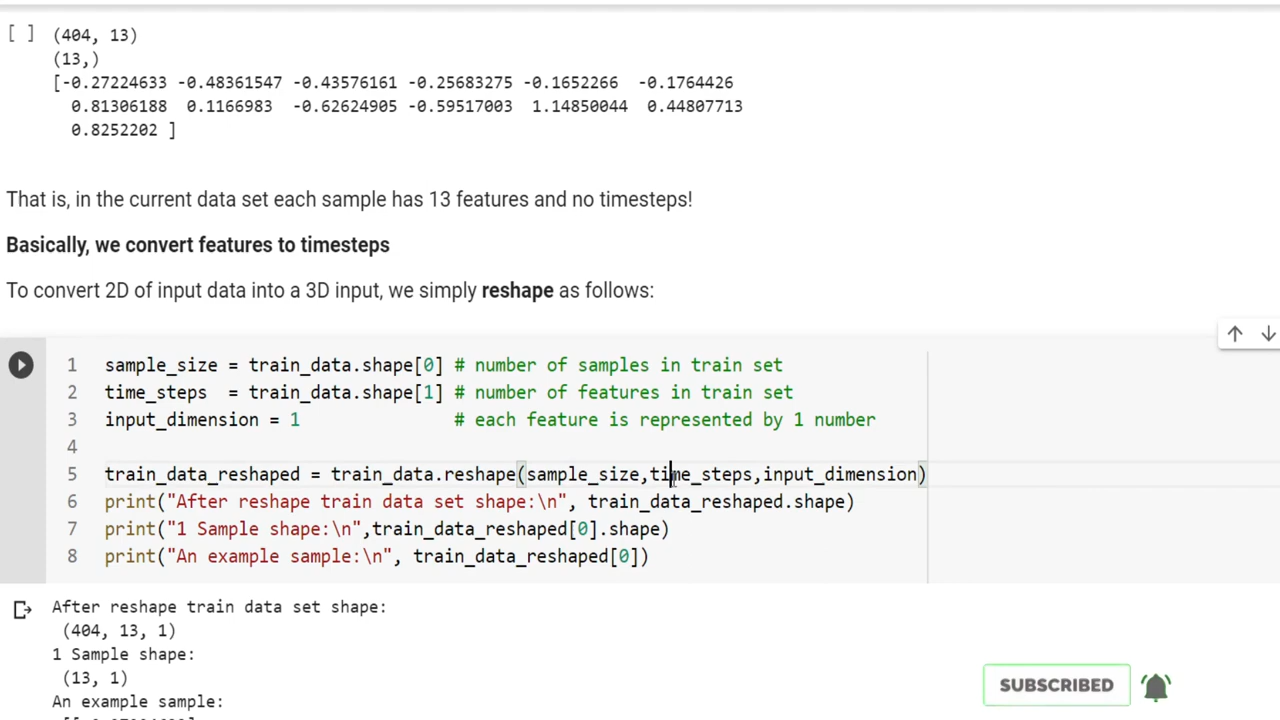 [ ] (404, 13)
(13,)
[-0.27224633 -0.48361547 -0.43576161 -0.25683275 -0.1652266 -0.1764426
0.81306188 0.1166983 -0.62624905 -0.59517003 1.14850044 0.44807713
0.8252202 ]
That is, in the current data set each sample has 13 features and no timesteps!
Basically, we convert features to timesteps
To convert 2D of input data into a 3D input, we simply reshape as follows:
1 sample_size = train_data.shape[0] # number of samples in train set
2 time_steps = train_data.shape[1] # number of features in train set
3 input_dimension = 1 # each feature is represented by 1 number
4
5 train_data_reshaped = train_data.reshape(sample_size,time_steps,input_dimension)
6 print("After reshape train data set shape:\n", train_data_reshaped.shape)
7 print("1 Sample shape:\n",train_data_reshaped[0].shape)
8 print("An example sample:\n", train_data_reshaped[0])
After reshape train data set shape:
(404, 13, 1)
1 Sample shape:
(13, 1)
An example sample:
SUBSCRIBED